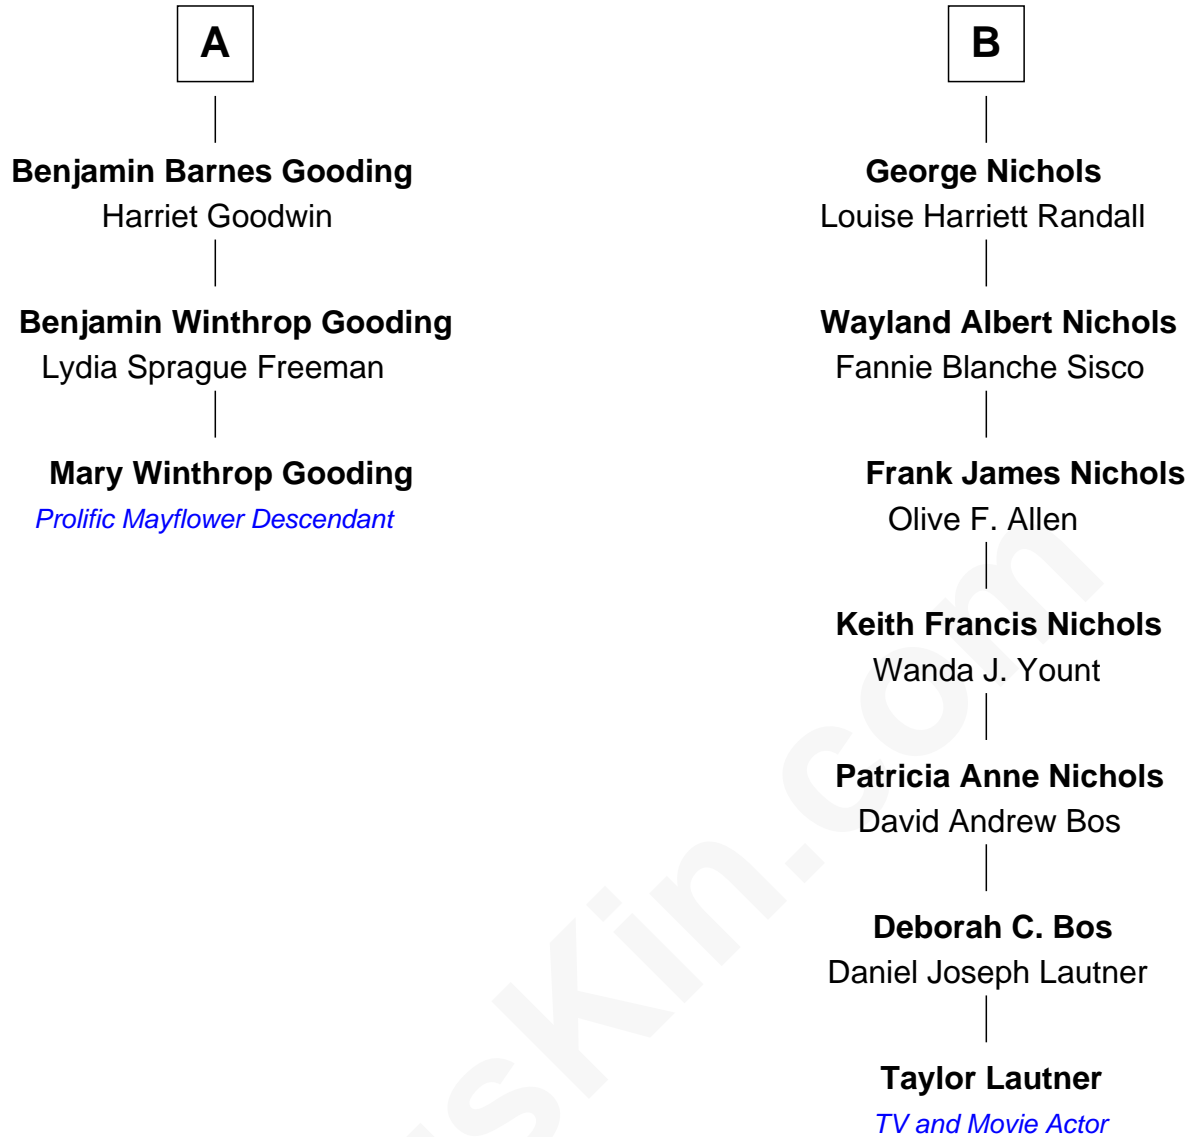 A
Benjamin Barnes Gooding
Harriet Goodwin
Benjamin Winthrop Gooding
Lydia Sprague Freeman
Mary Winthrop Gooding
Prolific Mayflower Descendant
B
George Nichols
Louise Harriett Randall
Wayland Albert Nichols
Fannie Blanche Sisco
Frank James Nichols
Olive F. Allen
Keith Francis Nichols
Wanda J. Yount
Patricia Anne Nichols
David Andrew Bos
Deborah C. Bos
Daniel Joseph Lautner
Taylor Lautner
TV and Movie Actor
sKin.com